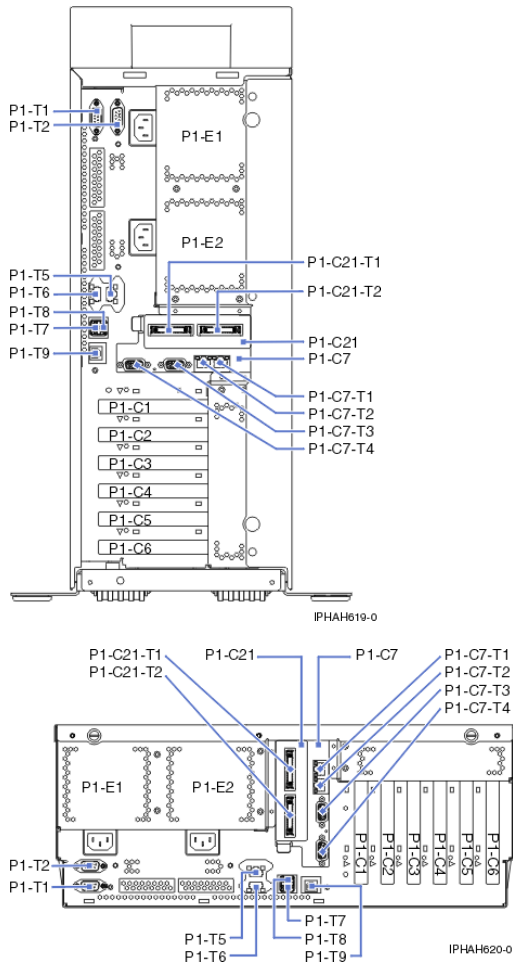 P1-T1
P1-T2
P1-E1
P1-E2
P1-T5
P1-T6
P1-T8
P1-T7
P1-T9
P1-C21-T1
P1-C21-T2
P1-C21
P1-C7
P1-C7-T1
P1-C7-T2
P1-C7-T3
P1-C7-T4
P1-C1
P1-C2
P1-C3
P1-C4
P1-C5
P1-C6
IPHAH619-0
P1-C21-T1
P1-C21-T2
P1-C21
P1-C7
P1-C7-T1
P1-C7-T2
P1-C7-T3
P1-C7-T4
P1-E1
P1-E2
P1-C1
P1-C2
P1-C3
P1-C4
P1-C5
P1-C6
P1-T2
P1-T1
P1-T5
P1-T6
P1-T7
P1-T8
P1-T9
IPHAH620-0